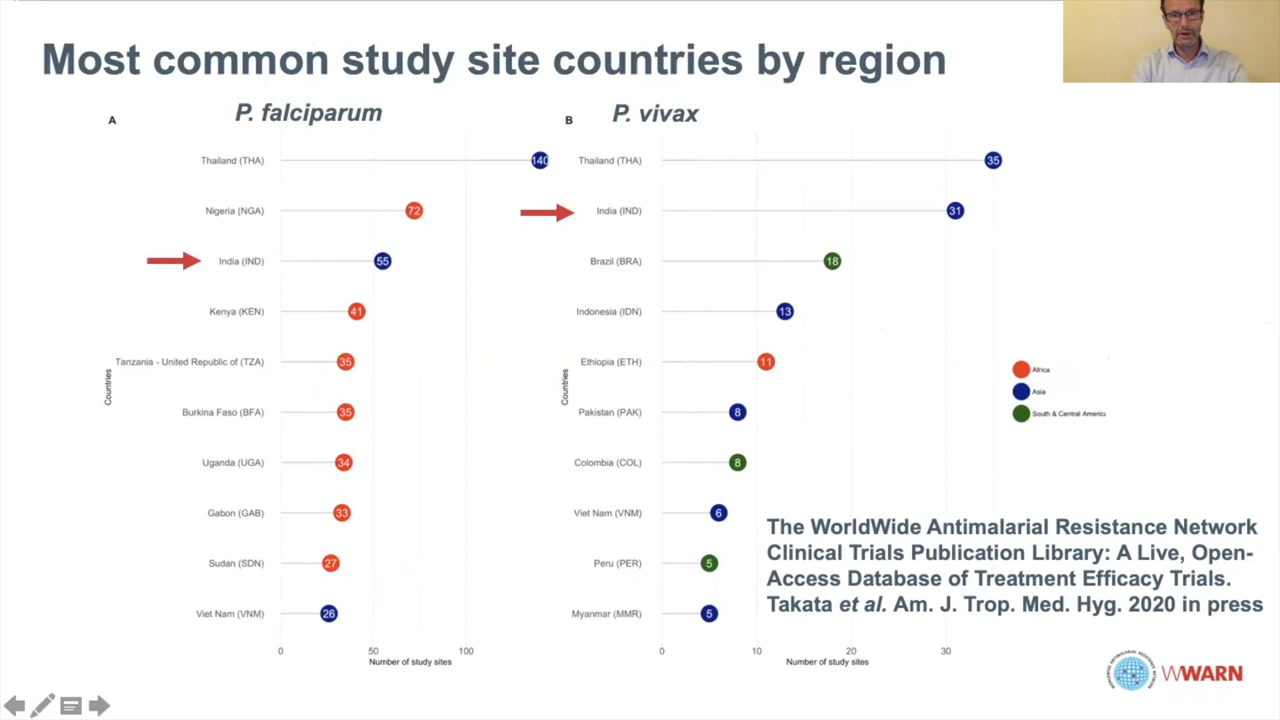 Most common study site countries by region
A
P. falciparum
Thailand (THA)
140
Nigeria (NGA)
72
India (IND)
55
Kenya (KEN)
41
Tanzania - United Republic of (TZA)
35
Burkina Faso (BFA)
35
Uganda (UGA)
34
Gabon (GAB)
33
Sudan (SDN)
27
Viet Nam (VNM)
26
Countries
0 50 100
Number of study sites
B
P. vivax
Thailand (THA)
35
India (IND)
31
Brazil (BRA)
18
Indonesia (IDN)
13
Ethiopia (ETH)
11
Pakistan (PAK)
8
Colombia (COL)
8
Viet Nam (VNM)
6
Peru (PER)
5
Myanmar (MMR)
5
Countries
0 10 20 30
Number of study sites
Africa
Asia
South & Central America
The WorldWide Antimalarial Resistance Network
Clinical Trials Publication Library: A Live, Open-
Access Database of Treatment Efficacy Trials.
Takata et al. Am. J. Trop. Med. Hyg. 2020 in press
WORLDWIDE ANTIMALARIAL RESISTANCE NETWORK
WWARN